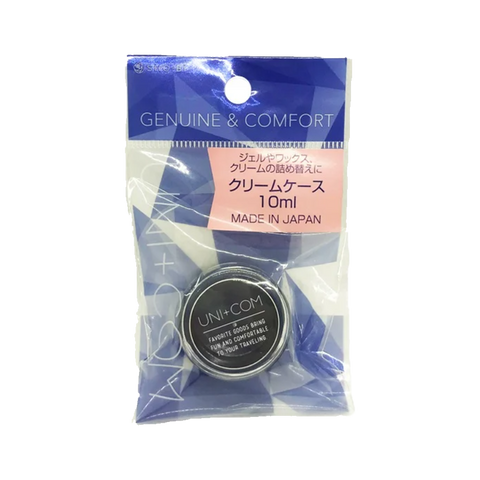 GENUINE & COMFORT
ジェルやワックス、
クリームの詰め替えに
クリームケース
10ml
MADE IN JAPAN
UNI+COM
FAVORITE GOODS BRING
FUN AND COMFORTABLE
TO YOUR TRAVELING